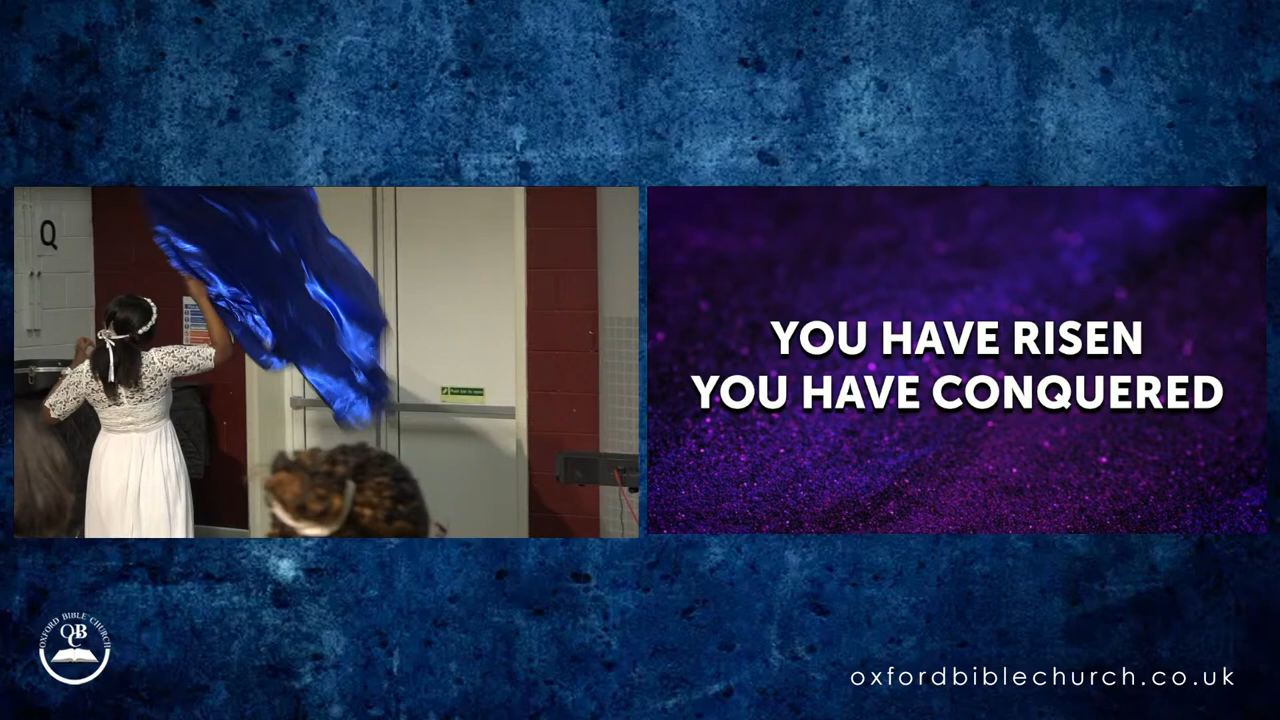 Q
YOU HAVE RISEN
YOU HAVE CONQUERED
OXFORD BIBLE CHURCH
OBC
oxfordbiblechurch.co.uk